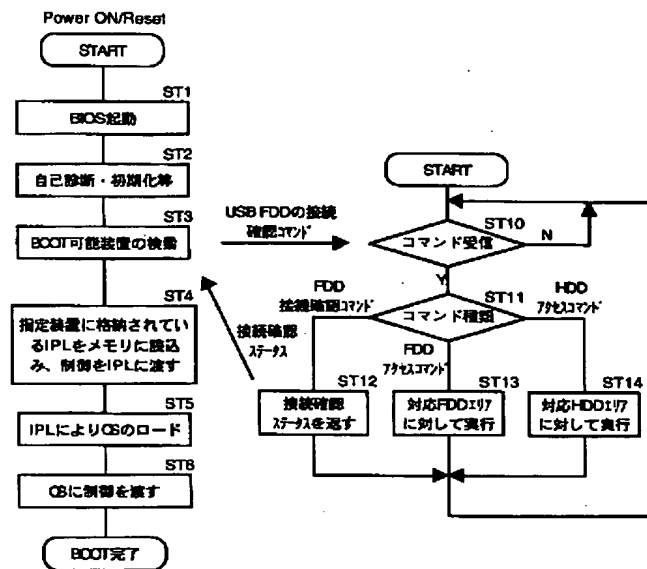 Power ON/Reset
START
ST1
BIOS起動
ST2
自己診断・初期化等
ST3
BOOT可能装置の検索
ST4
指定装置に格納されてい
るIPLをメモリに読込
み、制御をIPLに渡す
ST5
IPLによりOSのロード
ST6
OSに制御を渡す
BOOT完了
USB FDDの接続
確認コマンド
接続確認
ステータス
START
ST10
コマンド受信
N
Y
ST11
コマンド種類
FDD
接続確認コマンド
FDD
アクセスコマンド
HDD
アクセスコマンド
ST12
接続確認
ステータスを返す
ST13
対応FDDエリア
に対して実行
ST14
対応HDDエリア
に対して実行